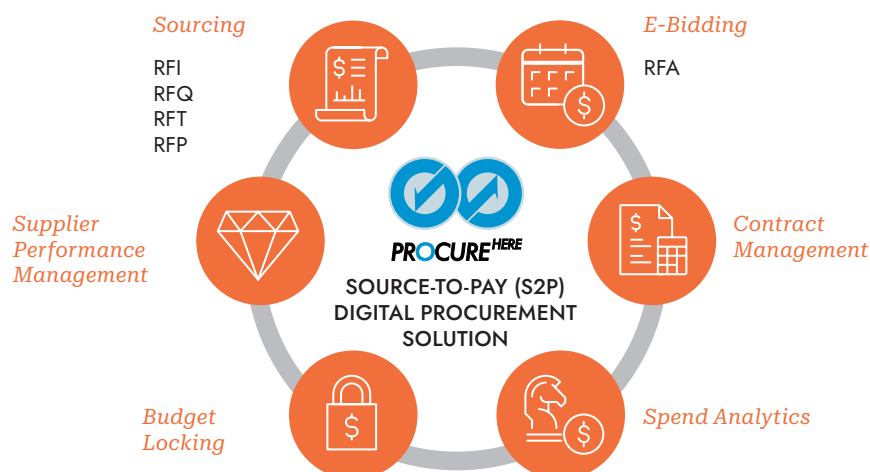 Sourcing
RFI
RFQ
RFT
RFP
E-Bidding
RFA
$
$
Supplier
Performance
Management
PROCURE HERE
SOURCE-TO-PAY (S2P)
DIGITAL PROCUREMENT
SOLUTION
$
Contract
Management
Budget
Locking
$
$
Spend Analytics